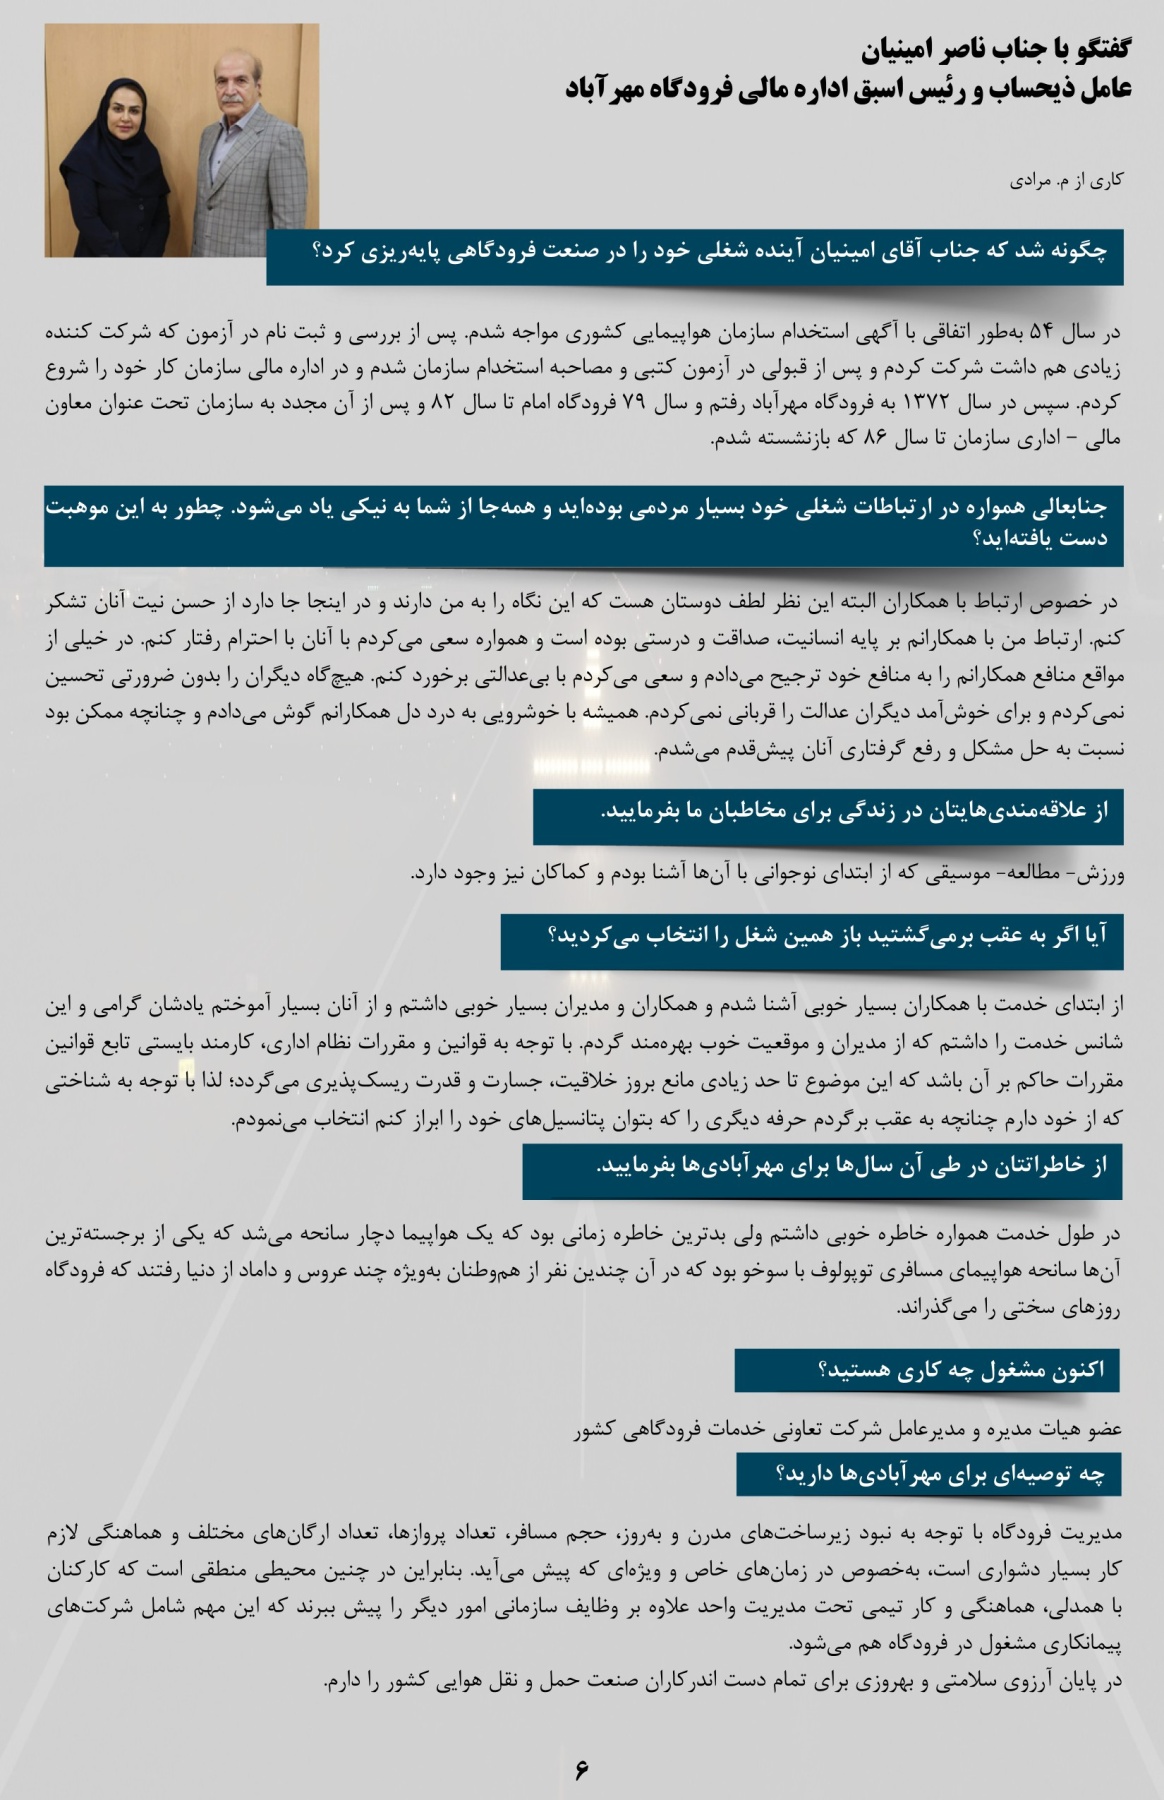 گفتگو با جناب ناصر امینیان
عامل ذیحساب و رئیس اسبق اداره مالی فرودگاه مهرآباد
کاری از م. مرادی
چگونه شد که جناب آقای امینیان آینده شغلی خود را در صنعت فرودگاهی پایه‌ریزی کرد؟
در سال ۵۴ به‌طور اتفاقی با آگهی استخدام سازمان هواپیمایی کشوری مواجه شدم. پس از بررسی و ثبت نام در آزمون که شرکت کننده
زیادی هم داشت شرکت کردم و پس از قبولی در آزمون کتبی و مصاحبه استخدام سازمان شدم و در اداره مالی سازمان کار خود را شروع
کردم. سپس در سال ۱۳۷۲ به فرودگاه مهرآباد رفتم و سال ۷۹ فرودگاه امام تا سال ۸۲ و پس از آن مجدد به سازمان تحت عنوان معاون
مالی – اداری سازمان تا سال ۸۶ که بازنشسته شدم.
جنابعالی همواره در ارتباطات شغلی خود بسیار مردمی بوده‌اید و همه‌جا از شما به نیکی یاد می‌شود. چطور به این موهبت
دست یافته‌اید؟
در خصوص ارتباط با همکاران البته این نظر لطف دوستان هست که این نگاه را به من دارند و در اینجا جا دارد از حسن نیت آنان تشکر
کنم. ارتباط من با همکارانم بر پایه انسانیت، صداقت و درستی بوده است و همواره سعی می‌کردم با آنان با احترام رفتار کنم. در خیلی از
مواقع منافع همکارانم را به منافع خود ترجیح می‌دادم و سعی می‌کردم با بی‌عدالتی برخورد کنم. هیچ‌گاه دیگران را بدون ضرورتی تحسین
نمی‌کردم و برای خوش‌آمد دیگران عدالت را قربانی نمی‌کردم. همیشه با خوشرویی به درد دل همکارانم گوش می‌دادم و چنانچه ممکن بود
نسبت به حل مشکل و رفع گرفتاری آنان پیش‌قدم می‌شدم.
از علاقه‌مندی‌هایتان در زندگی برای مخاطبان ما بفرمایید.
ورزش- مطالعه- موسیقی که از ابتدای نوجوانی با آن‌ها آشنا بودم و کماکان نیز وجود دارد.
آیا اگر به عقب برمی‌گشتید باز همین شغل را انتخاب می‌کردید؟
از ابتدای خدمت با همکاران بسیار خوبی آشنا شدم و همکاران و مدیران بسیار خوبی داشتم و از آنان بسیار آموختم یادشان گرامی و این
شانس خدمت را داشتم که از مدیران و موقعیت خوب بهره‌مند گردم. با توجه به قوانین و مقررات نظام اداری، کارمند بایستی تابع قوانین
مقررات حاکم بر آن باشد که این موضوع تا حد زیادی مانع بروز خلاقیت، جسارت و قدرت ریسک‌پذیری می‌گردد؛ لذا با توجه به شناختی
که از خود دارم چنانچه به عقب برگردم حرفه دیگری را که بتوان پتانسیل‌های خود را ابراز کنم انتخاب می‌نمودم.
از خاطراتتان در طی آن سال‌ها برای مهرآبادی‌ها بفرمایید.
در طول خدمت همواره خاطره خوبی داشتم ولی بدترین خاطره زمانی بود که یک هواپیما دچار سانحه می‌شد که یکی از برجسته‌ترین
آن‌ها سانحه هواپیمای مسافری توپولوف با سوخو بود که در آن چندین نفر از هم‌وطنان به‌ویژه چند عروس و داماد از دنیا رفتند که فرودگاه
روزهای سختی را می‌گذراند.
اکنون مشغول چه کاری هستید؟
عضو هیات مدیره و مدیرعامل شرکت تعاونی خدمات فرودگاهی کشور
چه توصیه‌ای برای مهرآبادی‌ها دارید؟
مدیریت فرودگاه با توجه به نبود زیرساخت‌های مدرن و به‌روز، حجم مسافر، تعداد پروازها، تعداد ارگان‌های مختلف و هماهنگی لازم
کار بسیار دشواری است، به‌خصوص در زمان‌های خاص و ویژه‌ای که پیش می‌آید. بنابراین در چنین محیطی منطقی است که کارکنان
با همدلی، هماهنگی و کار تیمی تحت مدیریت واحد علاوه بر وظایف سازمانی امور دیگر را پیش ببرند که این مهم شامل شرکت‌های
پیمانکاری مشغول در فرودگاه هم می‌شود.
در پایان آرزوی سلامتی و بهروزی برای تمام دست اندرکاران صنعت حمل و نقل هوایی کشور را دارم.
۶